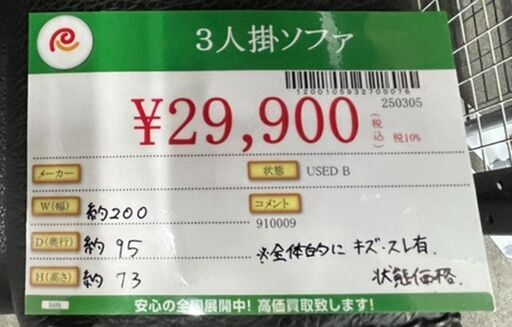 3人掛ソファ
1200105932700076
250305
¥29,900 (税込) 税10%
メーカー
状態 USED B
W(幅) 約200
コメント
910009
D(奥行) 約95
※全体的に キズ・スレ有.
H(高さ) 約73
状態価格.
安心の全国展開中! 高価買取致します!